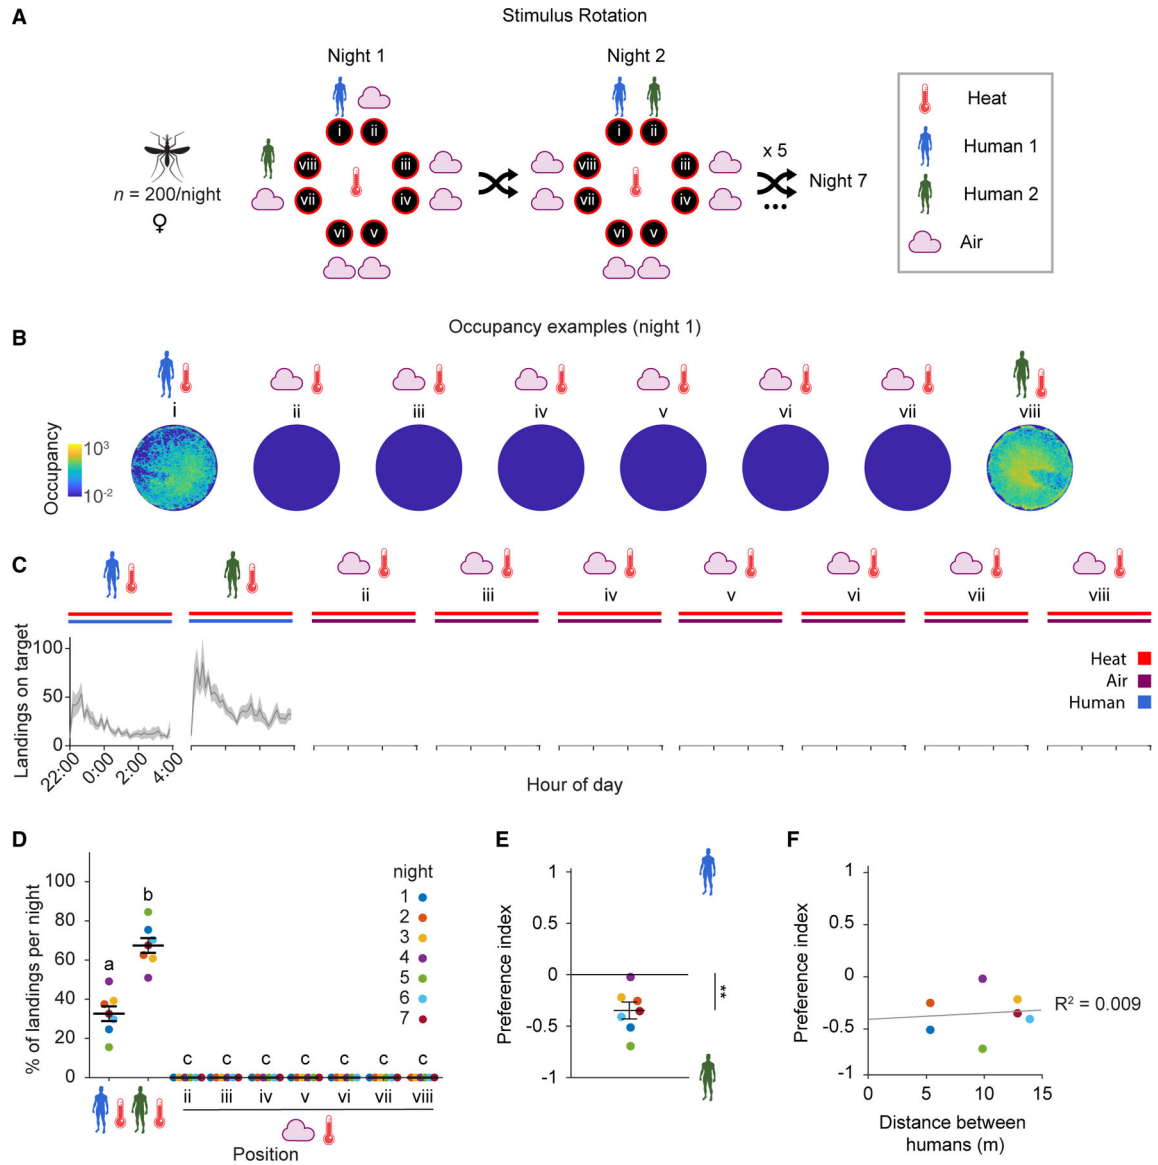 A
Stimulus Rotation
Night 1
Night 2
i
ii
iii
iv
v
vi
vii
viii
i
ii
iii
iv
v
vi
vii
viii
n = 200/night
♀
x 5
...
Night 7
Heat
Human 1
Human 2
Air
B
Occupancy examples (night 1)
i
ii
iii
iv
v
vi
vii
viii
Occupancy
10³
10⁻²
C
ii
iii
iv
v
vi
vii
viii
Landings on target
100
50
0
22:00
0:00
2:00
4:00
Heat
Air
Human
Hour of day
D
% of landings per night
100
80
60
40
20
0
a
b
c c c c c c c
night
1
2
3
4
5
6
7
ii iii iv v vi vii viii
Position
E
Preference index
1
0.5
0
-0.5
-1
**
F
Preference index
1
0.5
0
-0.5
-1
R² = 0.009
0 5 10 15
Distance between
humans (m)